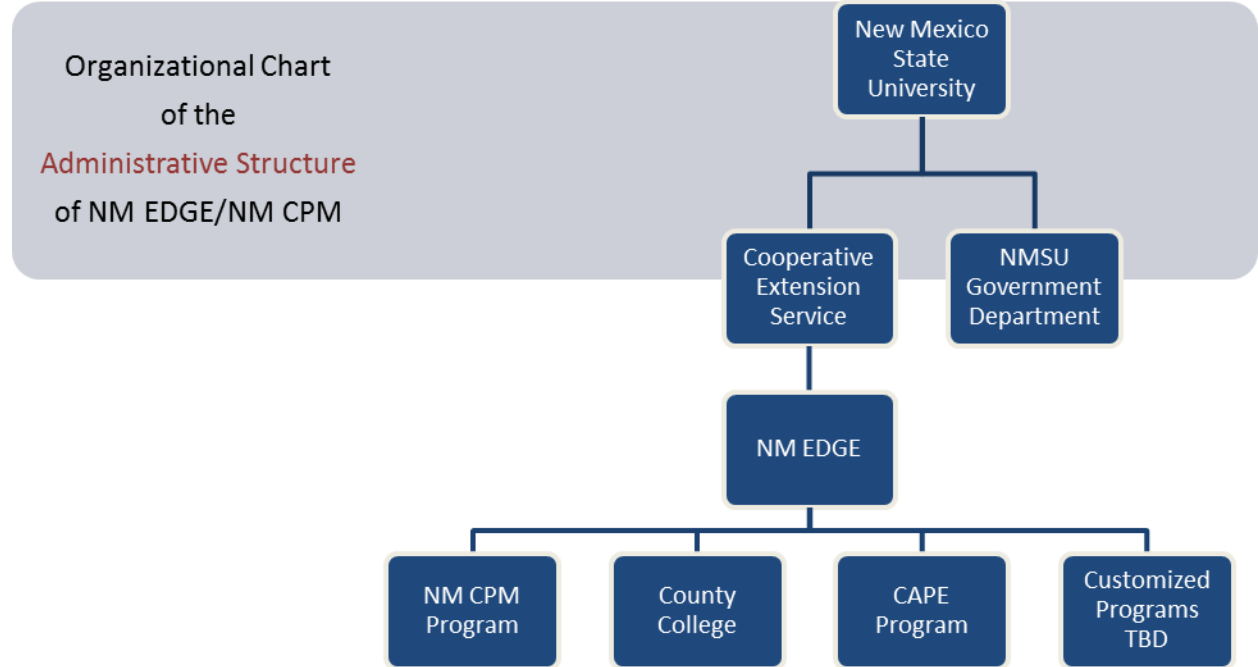 Organizational Chart
of the
Administrative Structure
of NM EDGE/NM CPM
New Mexico
State
University
Cooperative
Extension
Service
NMSU
Government
Department
NM EDGE
NM CPM
Program
County
College
CAPE
Program
Customized
Programs
TBD